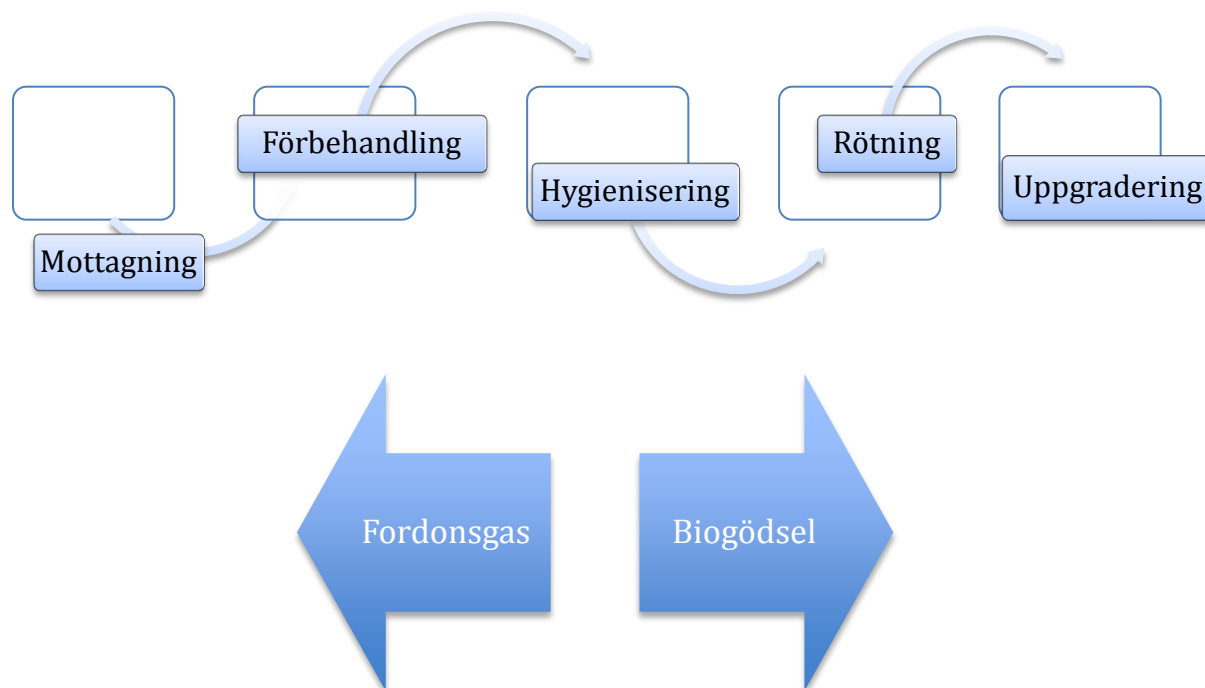 Mottagning
Förbehandling
Hygienisering
Rötning
Uppgradering
Fordonsgas
Biogödsel